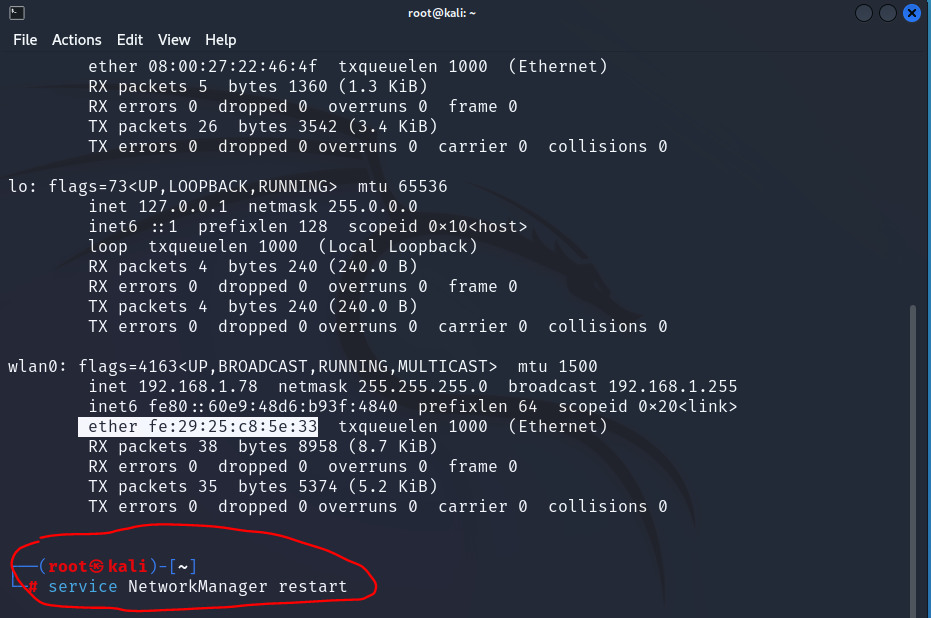 root@kali: ~
File Actions Edit View Help
ether 08:00:27:22:46:4f txqueuelen 1000 (Ethernet)
RX packets 5 bytes 1360 (1.3 KiB)
RX errors 0 dropped 0 overruns 0 frame 0
TX packets 26 bytes 3542 (3.4 KiB)
TX errors 0 dropped 0 overruns 0 carrier 0 collisions 0
lo: flags=73<UP,LOOPBACK,RUNNING> mtu 65536
inet 127.0.0.1 netmask 255.0.0.0
inet6 ::1 prefixlen 128 scopeid 0×10<host>
loop txqueuelen 1000 (Local Loopback)
RX packets 4 bytes 240 (240.0 B)
RX errors 0 dropped 0 overruns 0 frame 0
TX packets 4 bytes 240 (240.0 B)
TX errors 0 dropped 0 overruns 0 carrier 0 collisions 0
wlan0: flags=4163<UP,BROADCAST,RUNNING,MULTICAST> mtu 1500
inet 192.168.1.78 netmask 255.255.255.0 broadcast 192.168.1.255
inet6 fe80::60e9:48d6:b93f:4840 prefixlen 64 scopeid 0×20<link>
ether fe:29:25:c8:5e:33 txqueuelen 1000 (Ethernet)
RX packets 38 bytes 8958 (8.7 KiB)
RX errors 0 dropped 0 overruns 0 frame 0
TX packets 35 bytes 5374 (5.2 KiB)
TX errors 0 dropped 0 overruns 0 carrier 0 collisions 0
┌──(root㉿kali)-[~]
└─# service NetworkManager restart